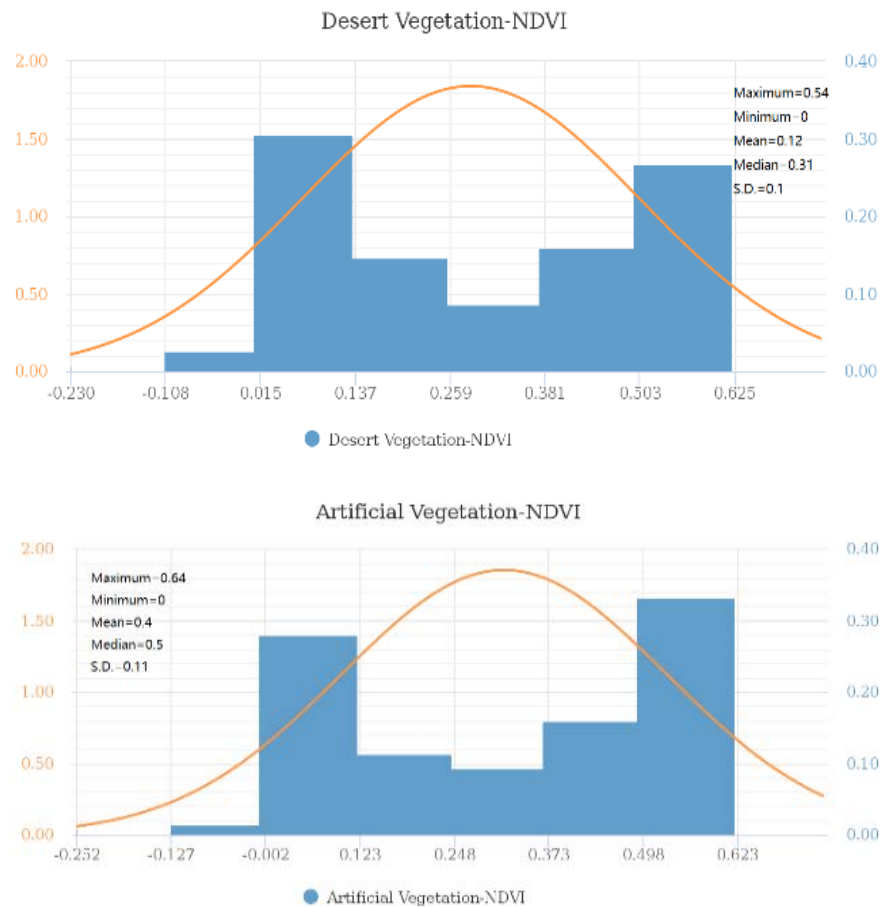 Desert Vegetation-NDVI
2.00
0.40
Maximum=0.54
Minimum=0
1.50
0.30
Mean=0.12
Median=0.31
S.D.=0.1
1.00
0.20
0.50
0.10
0.00
0.00
-0.230 -0.108 0.015 0.137 0.259 0.381 0.503 0.625
Desert Vegetation-NDVI
Artificial Vegetation-NDVI
2.00
0.40
Maximum=0.64
Minimum=0
1.50
0.30
Mean=0.4
Median=0.5
S.D.=0.11
1.00
0.20
0.50
0.10
0.00
0.00
-0.252 -0.127 -0.002 0.123 0.248 0.373 0.498 0.623
Artificial Vegetation-NDVI